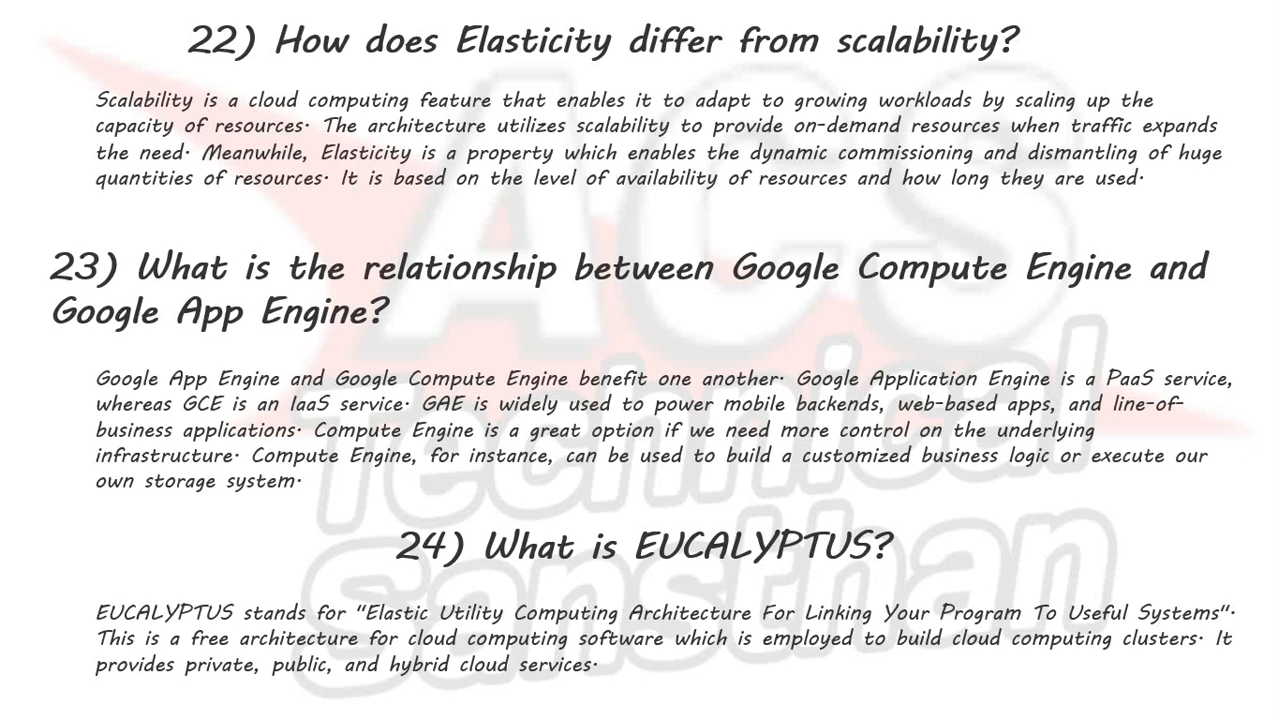 22) How does Elasticity differ from scalability?
Scalability is a cloud computing feature that enables it to adapt to growing workloads by scaling up the
capacity of resources. The architecture utilizes scalability to provide on-demand resources when traffic expands
the need. Meanwhile, Elasticity is a property which enables the dynamic commissioning and dismantling of huge
quantities of resources. It is based on the level of availability of resources and how long they are used.
23) What is the relationship between Google Compute Engine and
Google App Engine?
Google App Engine and Google Compute Engine benefit one another. Google Application Engine is a PaaS service,
whereas GCE is an IaaS service. GAE is widely used to power mobile backends, web-based apps, and line-of-
business applications. Compute Engine is a great option if we need more control on the underlying
infrastructure. Compute Engine, for instance, can be used to build a customized business logic or execute our
own storage system.
24) What is EUCALYPTUS?
EUCALYPTUS stands for "Elastic Utility Computing Architecture For Linking Your Program To Useful Systems".
This is a free architecture for cloud computing software which is employed to build cloud computing clusters. It
provides private, public, and hybrid cloud services.
ACS
Technical
Sansthan